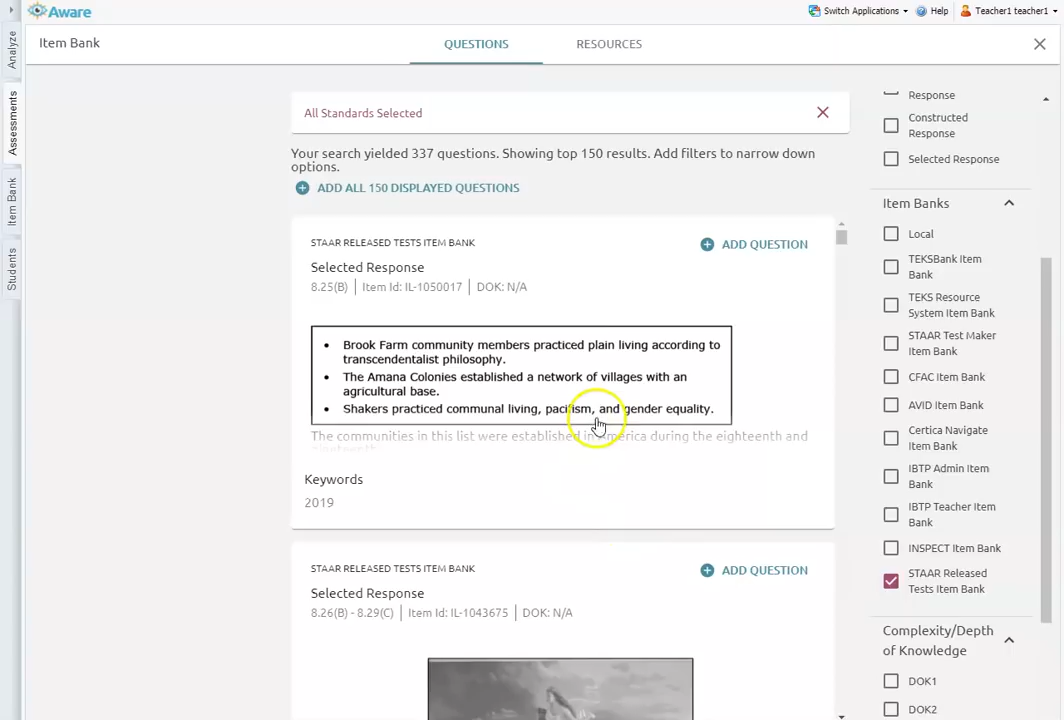 Aware
Switch Applications
Help
Teacher1 teacher1
Analyze
Assessments
Item Bank
Students
Item Bank
QUESTIONS
RESOURCES
All Standards Selected
Your search yielded 337 questions. Showing top 150 results. Add filters to narrow down
options.
ADD ALL 150 DISPLAYED QUESTIONS
STAAR RELEASED TESTS ITEM BANK
ADD QUESTION
Selected Response
8.25(B) | Item Id: IL-1050017 | DOK: N/A
• Brook Farm community members practiced plain living according to
transcendentalist philosophy.
• The Amana Colonies established a network of villages with an
agricultural base.
• Shakers practiced communal living, pacifism, and gender equality.
The communities in this list were established in America during the eighteenth and
Keywords
2019
STAAR RELEASED TESTS ITEM BANK
ADD QUESTION
Selected Response
8.26(B) - 8.29(C) | Item Id: IL-1043675 | DOK: N/A
Response
Constructed
Response
Selected Response
Item Banks
Local
TEKSBank Item
Bank
TEKS Resource
System Item Bank
STAAR Test Maker
Item Bank
CFAC Item Bank
AVID Item Bank
Certica Navigate
Item Bank
IBTP Admin Item
Bank
IBTP Teacher Item
Bank
INSPECT Item Bank
STAAR Released
Tests Item Bank
Complexity/Depth
of Knowledge
DOK1
DOK2